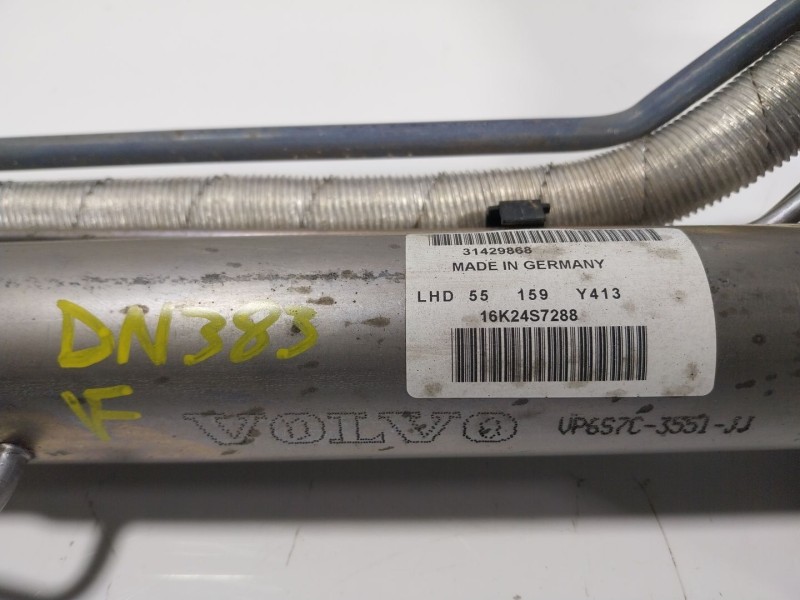 31429868
MADE IN GERMANY
LHD 55 159 Y413
16K24S7288
DN383
VOLVO
VP6S7C-3551-JJ